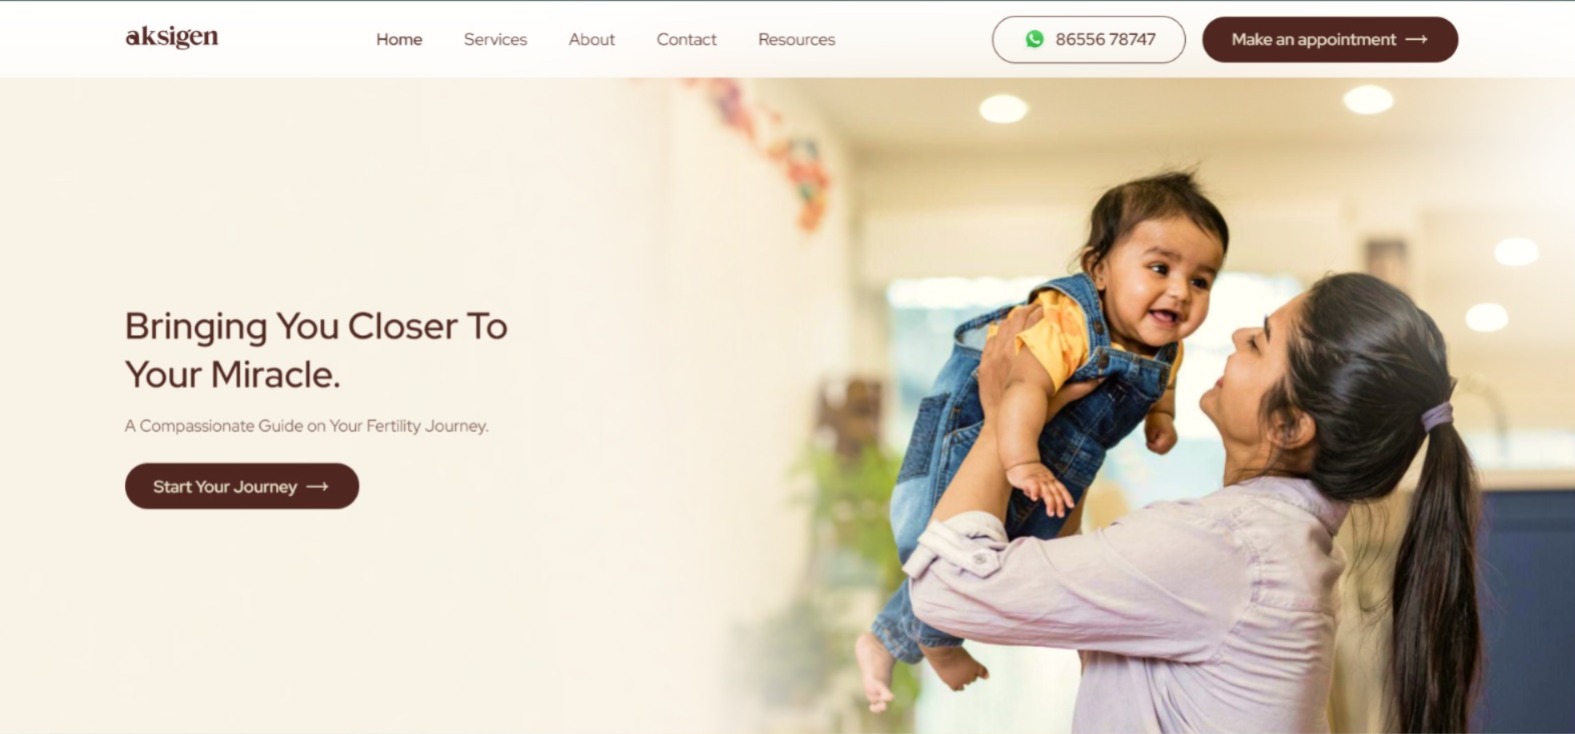 aksigen
Home
Services
About
Contact
Resources
86556 78747
Make an appointment →
Bringing You Closer To
Your Miracle.
A Compassionate Guide on Your Fertility Journey.
Start Your Journey →